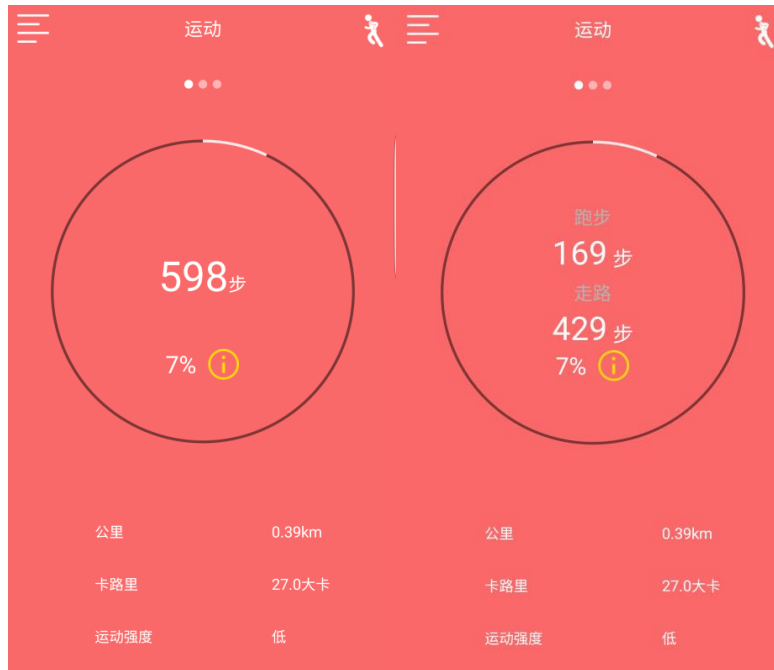 运动
598步
7%
公里 0.39km
卡路里 27.0大卡
运动强度 低
运动
跑步
169 步
走路
429 步
7%
公里 0.39km
卡路里 27.0大卡
运动强度 低